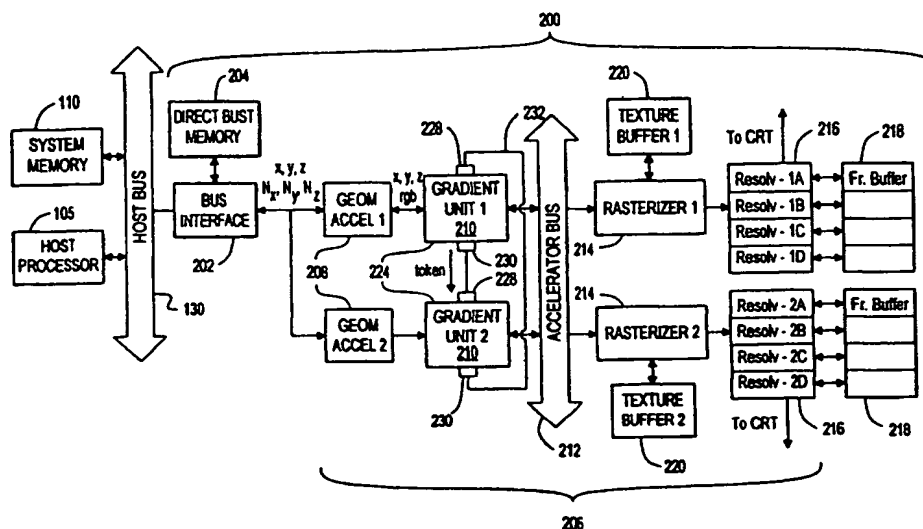 200
204
DIRECT BUST
MEMORY
110
SYSTEM
MEMORY
105
HOST
PROCESSOR
HOST BUS
130
BUS
INTERFACE
202
x, y, z
Nx, Ny Nz
GEOM
ACCEL 1
208
GEOM
ACCEL 2
x, y, z
rgb
228
232
GRADIENT
UNIT 1
210
230
token
228
224
GRADIENT
UNIT 2
210
230
ACCELERATOR BUS
212
220
TEXTURE
BUFFER 1
RASTERIZER 1
214
214
RASTERIZER 2
TEXTURE
BUFFER 2
220
To CRT
216
218
Resolv - 1A
Fr. Buffer
Resolv - 1B
Resolv - 1C
Resolv - 1D
Resolv - 2A
Fr. Buffer
Resolv - 2B
Resolv - 2C
Resolv - 2D
To CRT
216
218
206